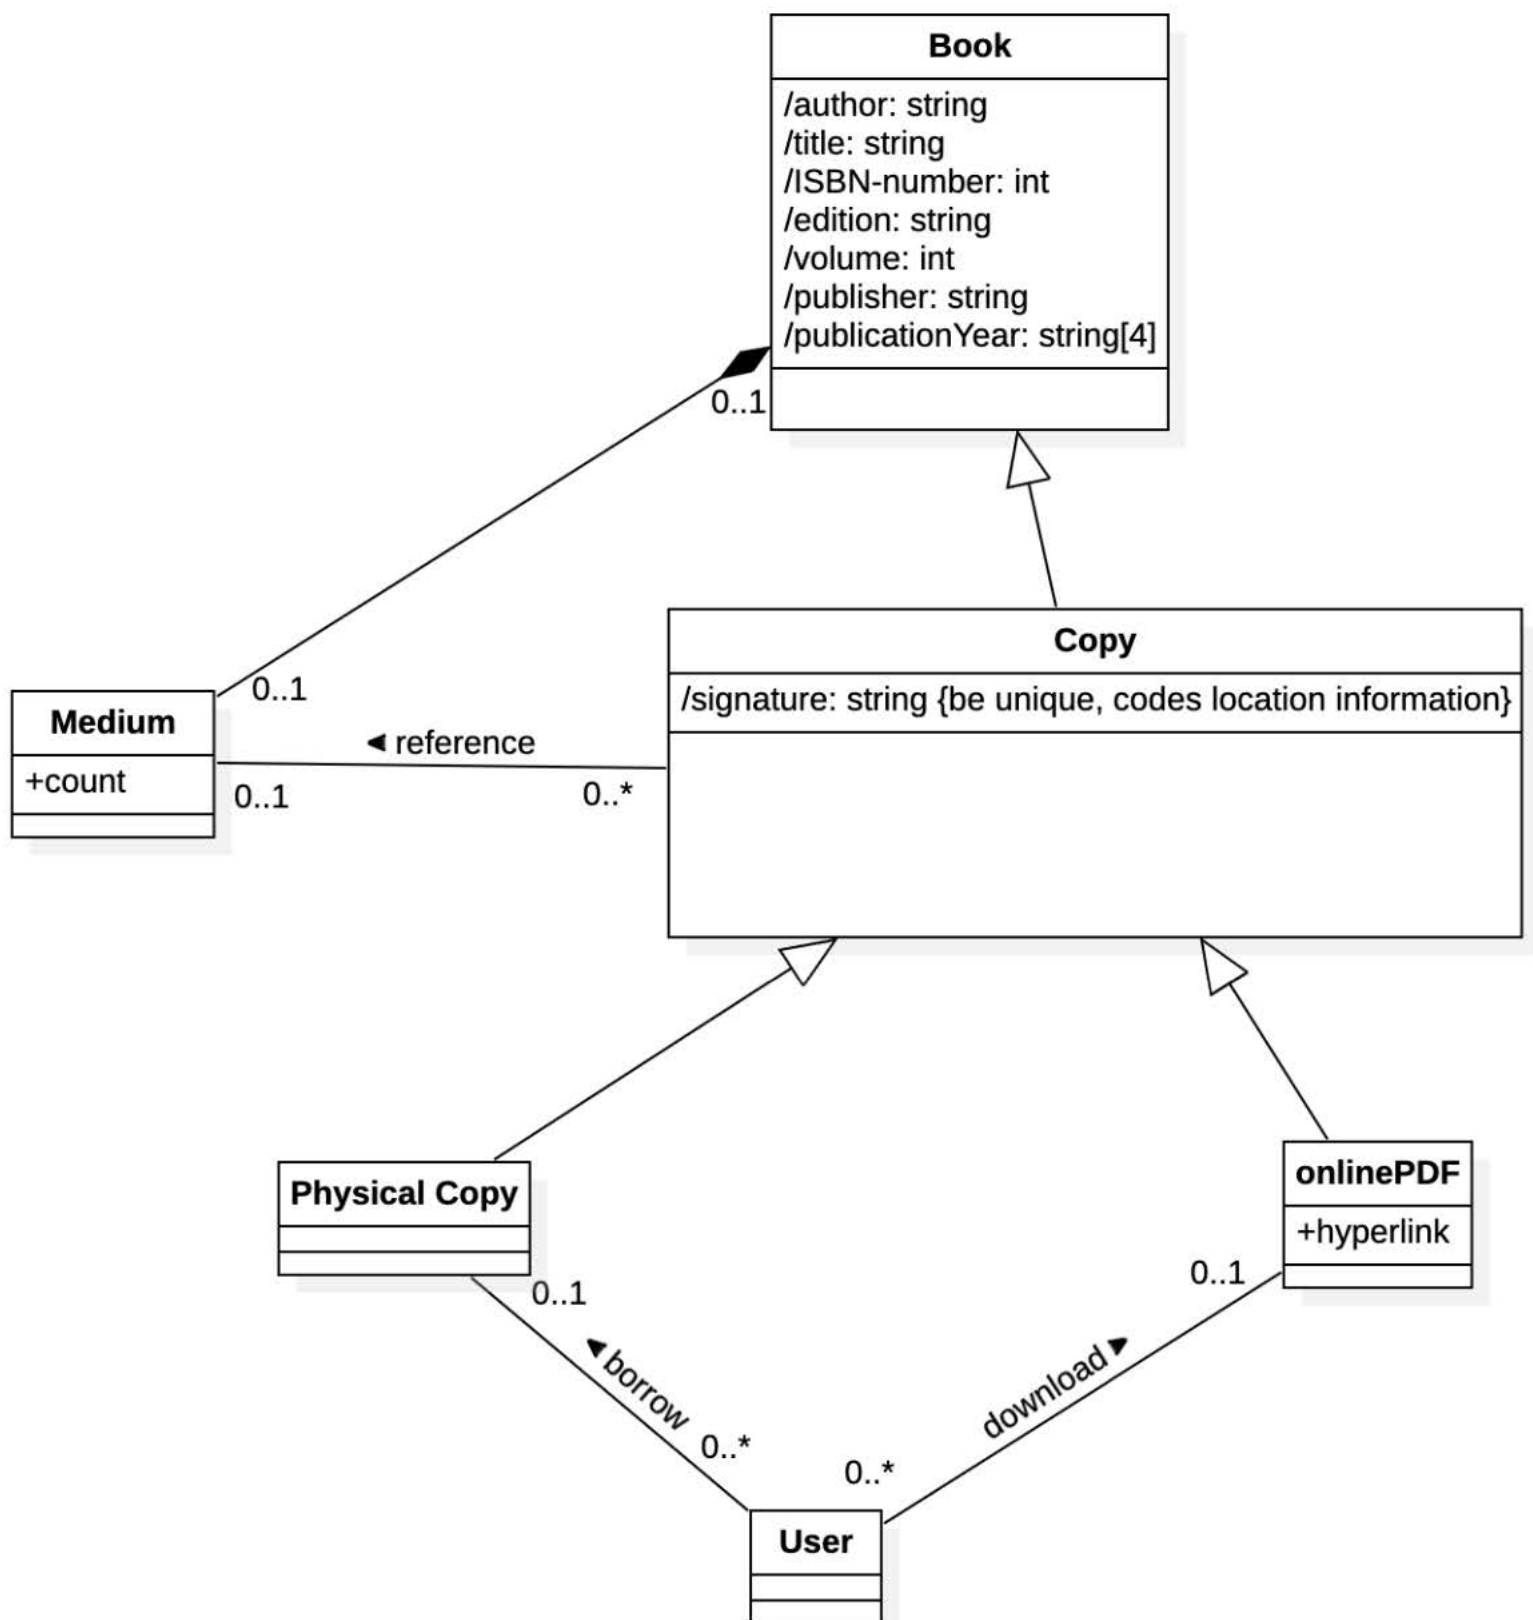 Book
/author: string
/title: string
/ISBN-number: int
/edition: string
/volume: int
/publisher: string
/publicationYear: string[4]
0..1
Copy
/signature: string {be unique, codes location information}
0..1
Medium
+count
◄ reference
0..1
0..*
Physical Copy
onlinePDF
+hyperlink
0..1
0..1
◄ borrow
download ►
0..*
0..*
User